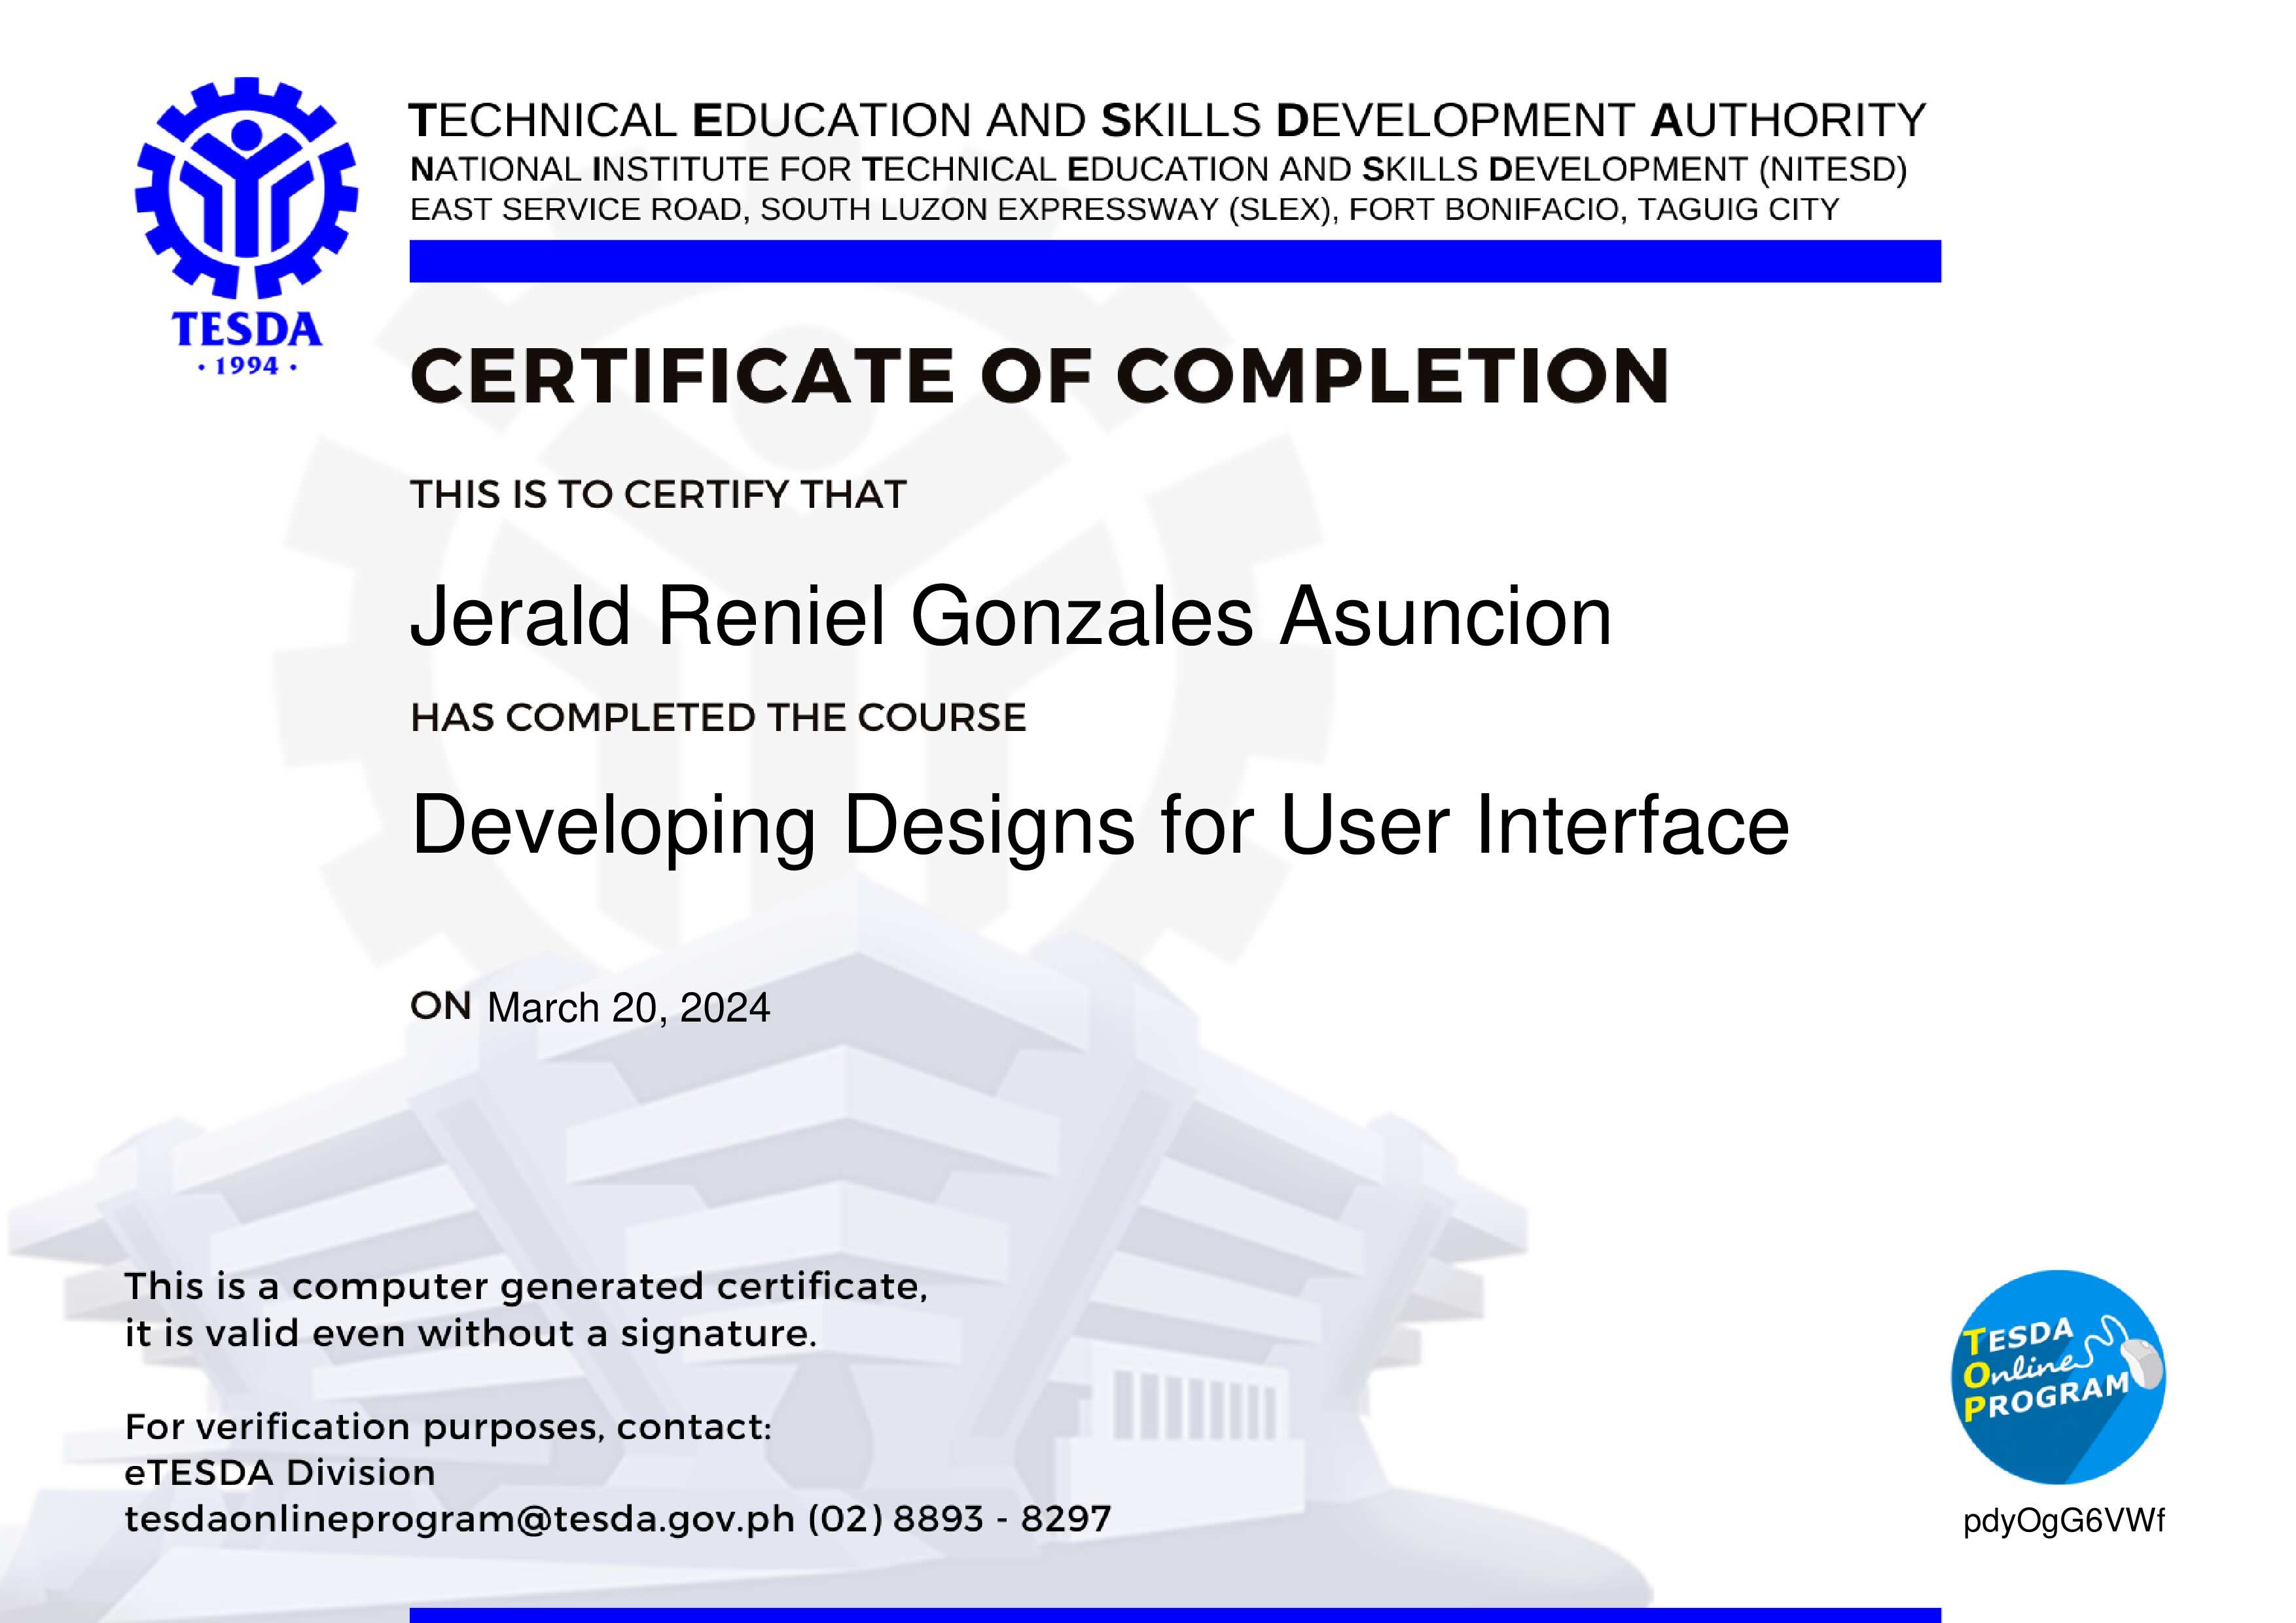 TECHNICAL EDUCATION AND SKILLS DEVELOPMENT AUTHORITY
NATIONAL INSTITUTE FOR TECHNICAL EDUCATION AND SKILLS DEVELOPMENT (NITESD)
EAST SERVICE ROAD, SOUTH LUZON EXPRESSWAY (SLEX), FORT BONIFACIO, TAGUIG CITY
TESDA
· 1994 ·
CERTIFICATE OF COMPLETION
THIS IS TO CERTIFY THAT
Jerald Reniel Gonzales Asuncion
HAS COMPLETED THE COURSE
Developing Designs for User Interface
ON March 20, 2024
This is a computer generated certificate,
it is valid even without a signature.
For verification purposes, contact:
eTESDA Division
tesdaonlineprogram@tesda.gov.ph (02) 8893 - 8297
TESDA
Online
PROGRAM
pdyOgG6VWf